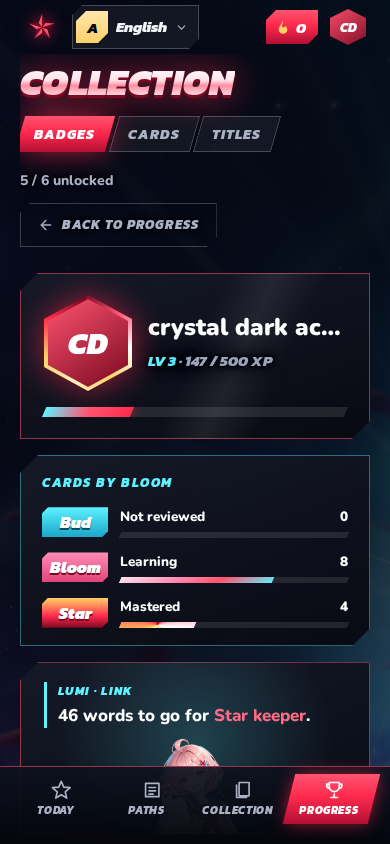 A English
0
CD
COLLECTION
BADGES CARDS TITLES
5 / 6 unlocked
BACK TO PROGRESS
CD
crystal dark ac...
LV 3 · 147 / 500 XP
CARDS BY BLOOM
Bud Not reviewed 0
Bloom Learning 8
Star Mastered 4
LUMI · LINK
46 words to go for Star keeper.
TODAY PATHS COLLECTION PROGRESS